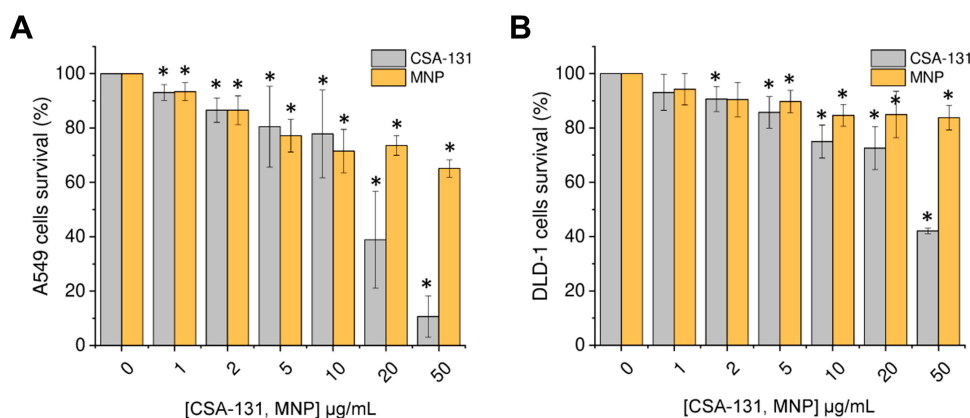 A
CSA-131
MNP
100
80
60
40
20
0
A549 cells survival (%)
* * * * * * * * * * * *
0 1 2 5 10 20 50
[CSA-131, MNP] µg/mL
B
CSA-131
MNP
100
80
60
40
20
0
DLD-1 cells survival (%)
* * * * * * * * *
0 1 2 5 10 20 50
[CSA-131, MNP] µg/mL